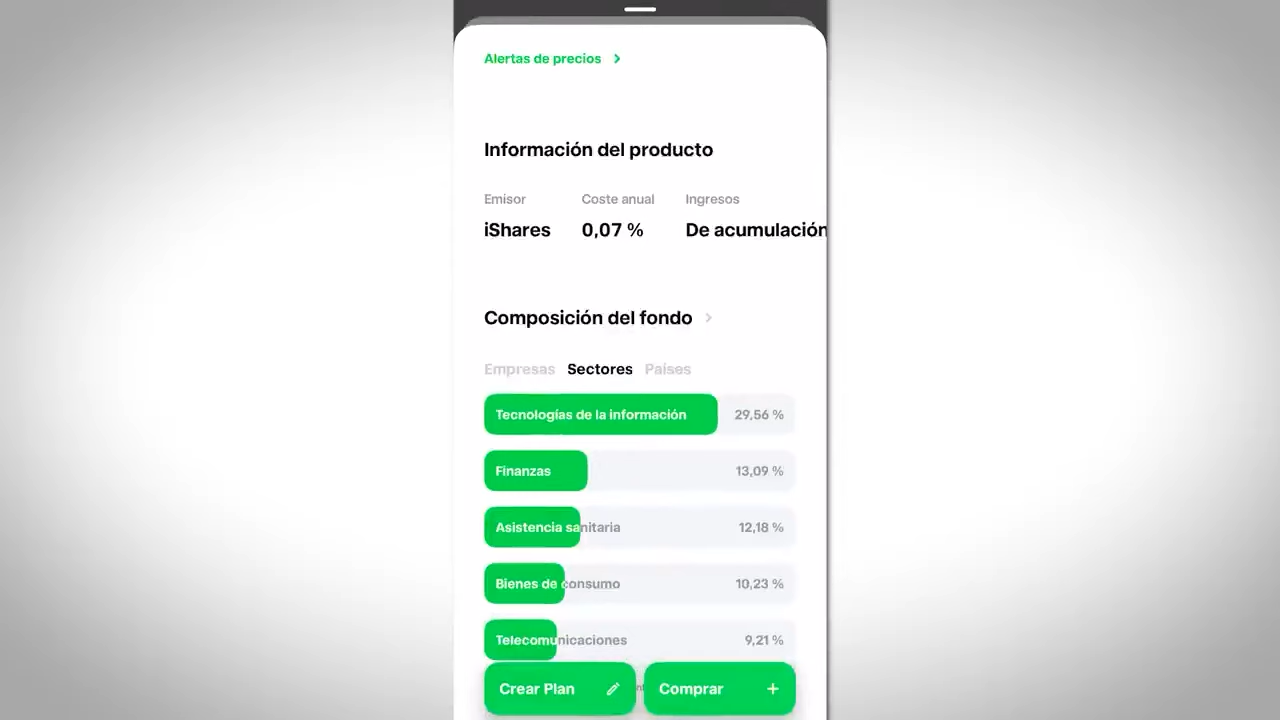 Alertas de precios
Información del producto
Emisor Coste anual Ingresos
iShares 0,07 % De acumulación
Composición del fondo
Empresas Sectores Países
Tecnologías de la información 29,56 %
Finanzas 13,09 %
Asistencia sanitaria 12,18 %
Bienes de consumo 10,23 %
Telecomunicaciones 9,21 %
Crear Plan Comprar